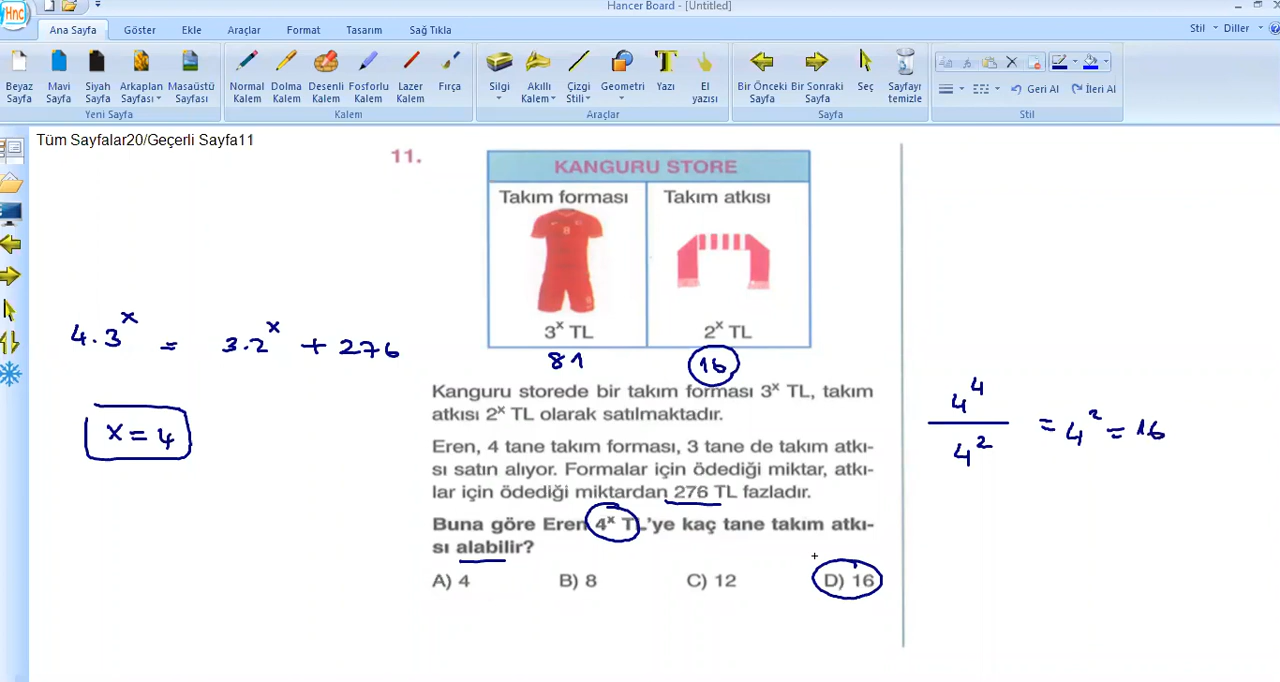 Hnc
Hancer Board - [Untitled]
Ana Sayfa Göster Ekle Araçlar Format Tasarım Sağ Tıkla Stil Diller
Beyaz Sayfa Mavi Sayfa Siyah Sayfa Arkaplan Sayfası Masaüstü Sayfası
Normal Kalem Dolma Kalem Desenli Kalem Fosforlu Kalem Lazer Kalem Fırça
Silgi Akıllı Kalem Çizgi Stili Geometri Yazı El yazısı
Bir Önceki Sayfa Bir Sonraki Sayfa Seç Sayfayı temizle
Geri Al İleri Al
Yeni Sayfa Kalem Araçlar Sayfa Stil
Tüm Sayfalar20/Geçerli Sayfa11
11.
KANGURU STORE
Takım forması Takım atkısı
8
3ˣ TL 2ˣ TL
81 16
4.3ˣ = 3.2ˣ + 276
x = 4
Kanguru storede bir takım forması 3ˣ TL, takım
atkısı 2ˣ TL olarak satılmaktadır.
Eren, 4 tane takım forması, 3 tane de takım atkı-
sı satın alıyor. Formalar için ödediği miktar, atkı-
lar için ödediği miktardan 276 TL fazladır.
Buna göre Eren 4ˣ TL'ye kaç tane takım atkı-
sı alabilir?
A) 4 B) 8 C) 12 D) 16
4⁴
4² = 4² = 16